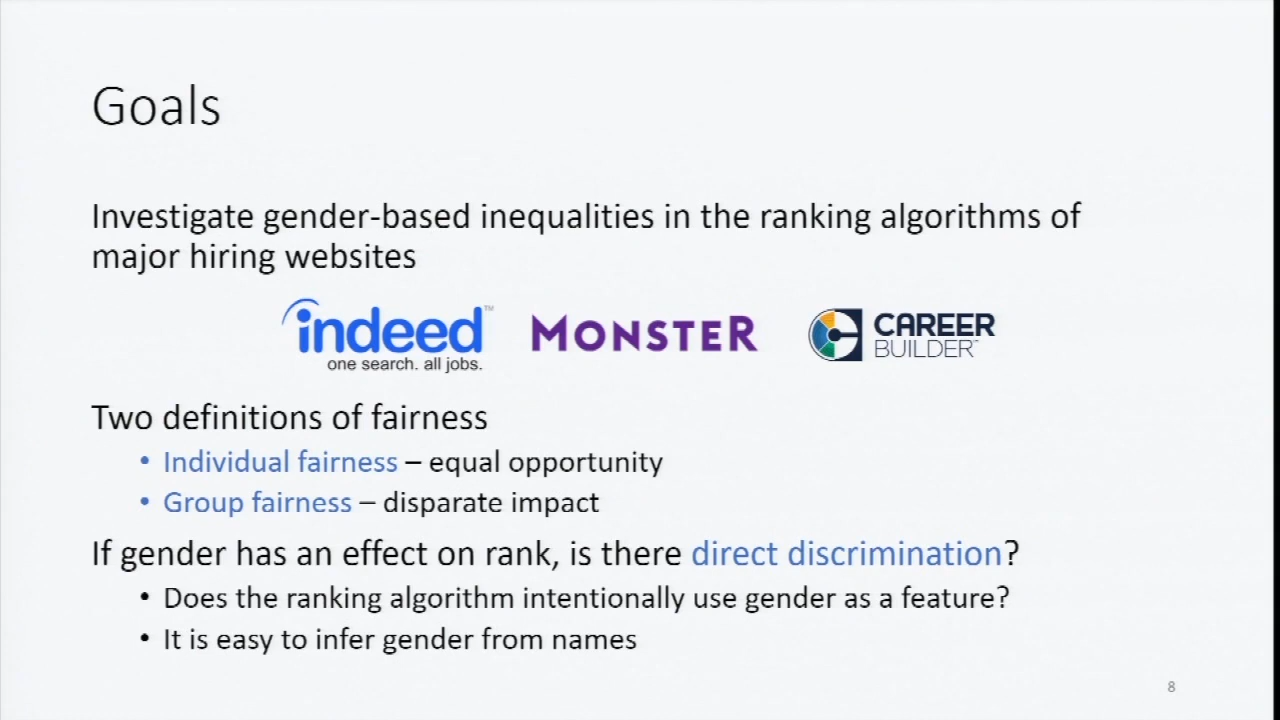 Goals
Investigate gender-based inequalities in the ranking algorithms of
major hiring websites
indeed™
one search. all jobs.
MONSTER
CAREER
BUILDER™
Two definitions of fairness
• Individual fairness – equal opportunity
• Group fairness – disparate impact
If gender has an effect on rank, is there direct discrimination?
• Does the ranking algorithm intentionally use gender as a feature?
• It is easy to infer gender from names
8